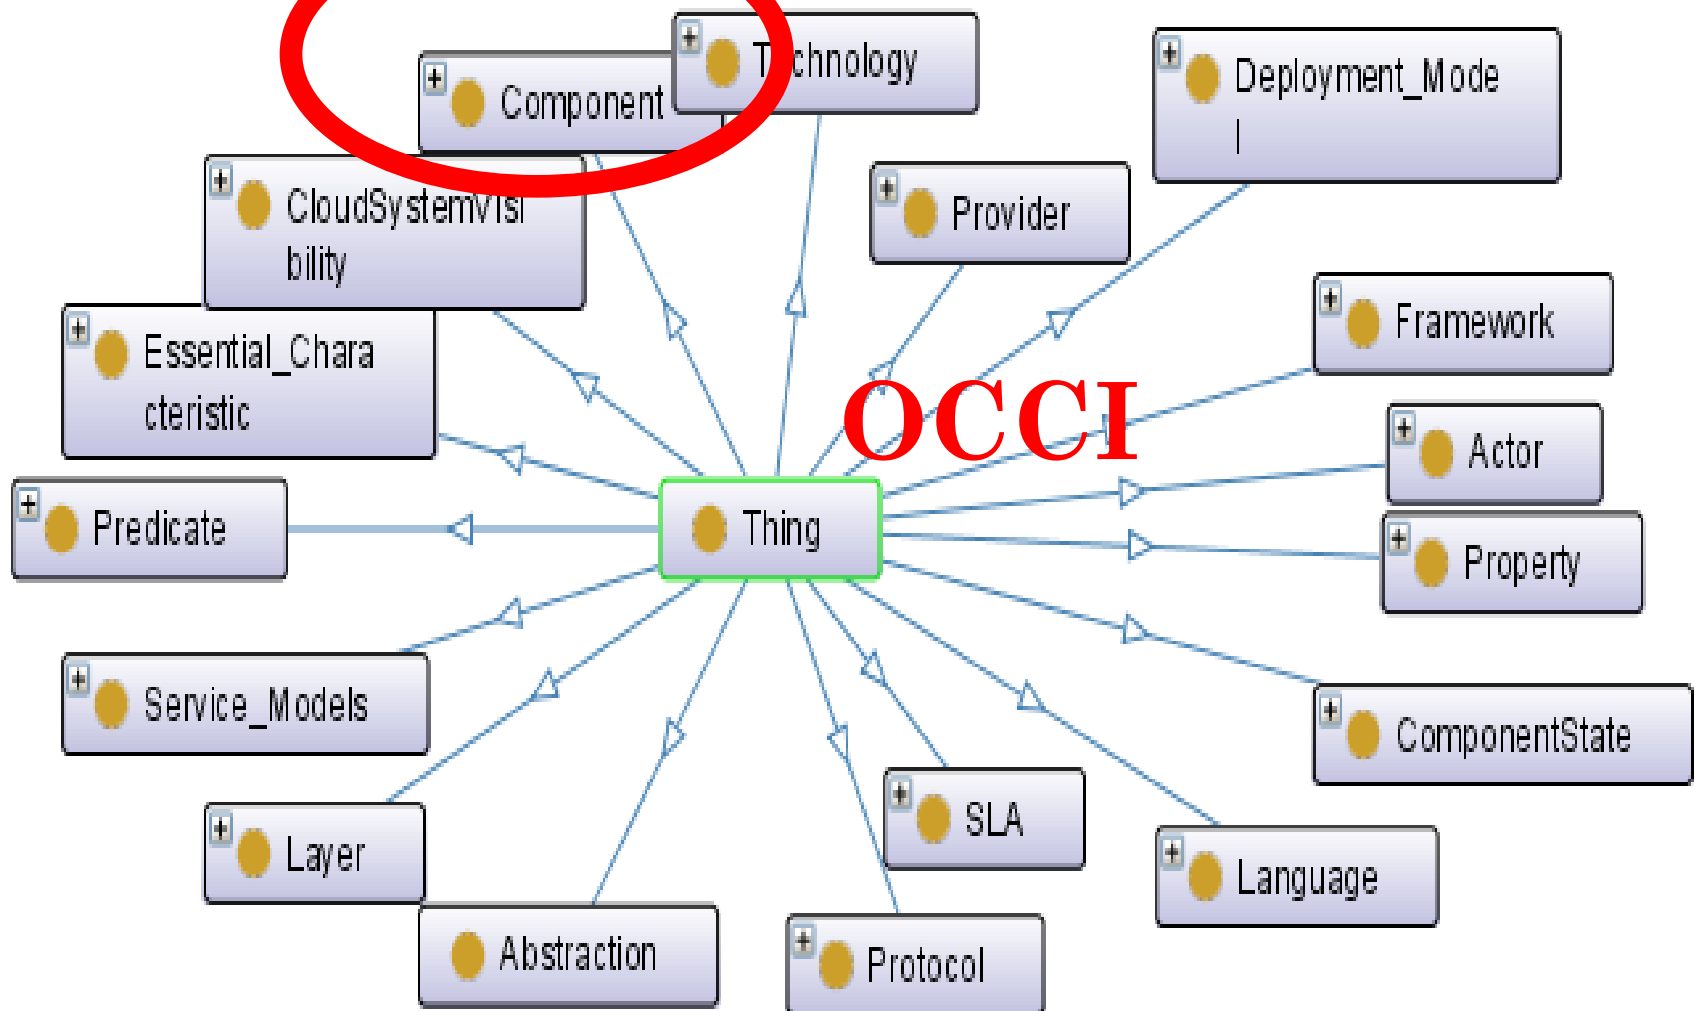 Technology
Component
Deployment_Mode
l
CloudSystemVisi
bility
Provider
Essential_Chara
cteristic
Framework
OCCI
Actor
Predicate
Thing
Property
Service_Models
ComponentState
Layer
SLA
Language
Abstraction
Protocol